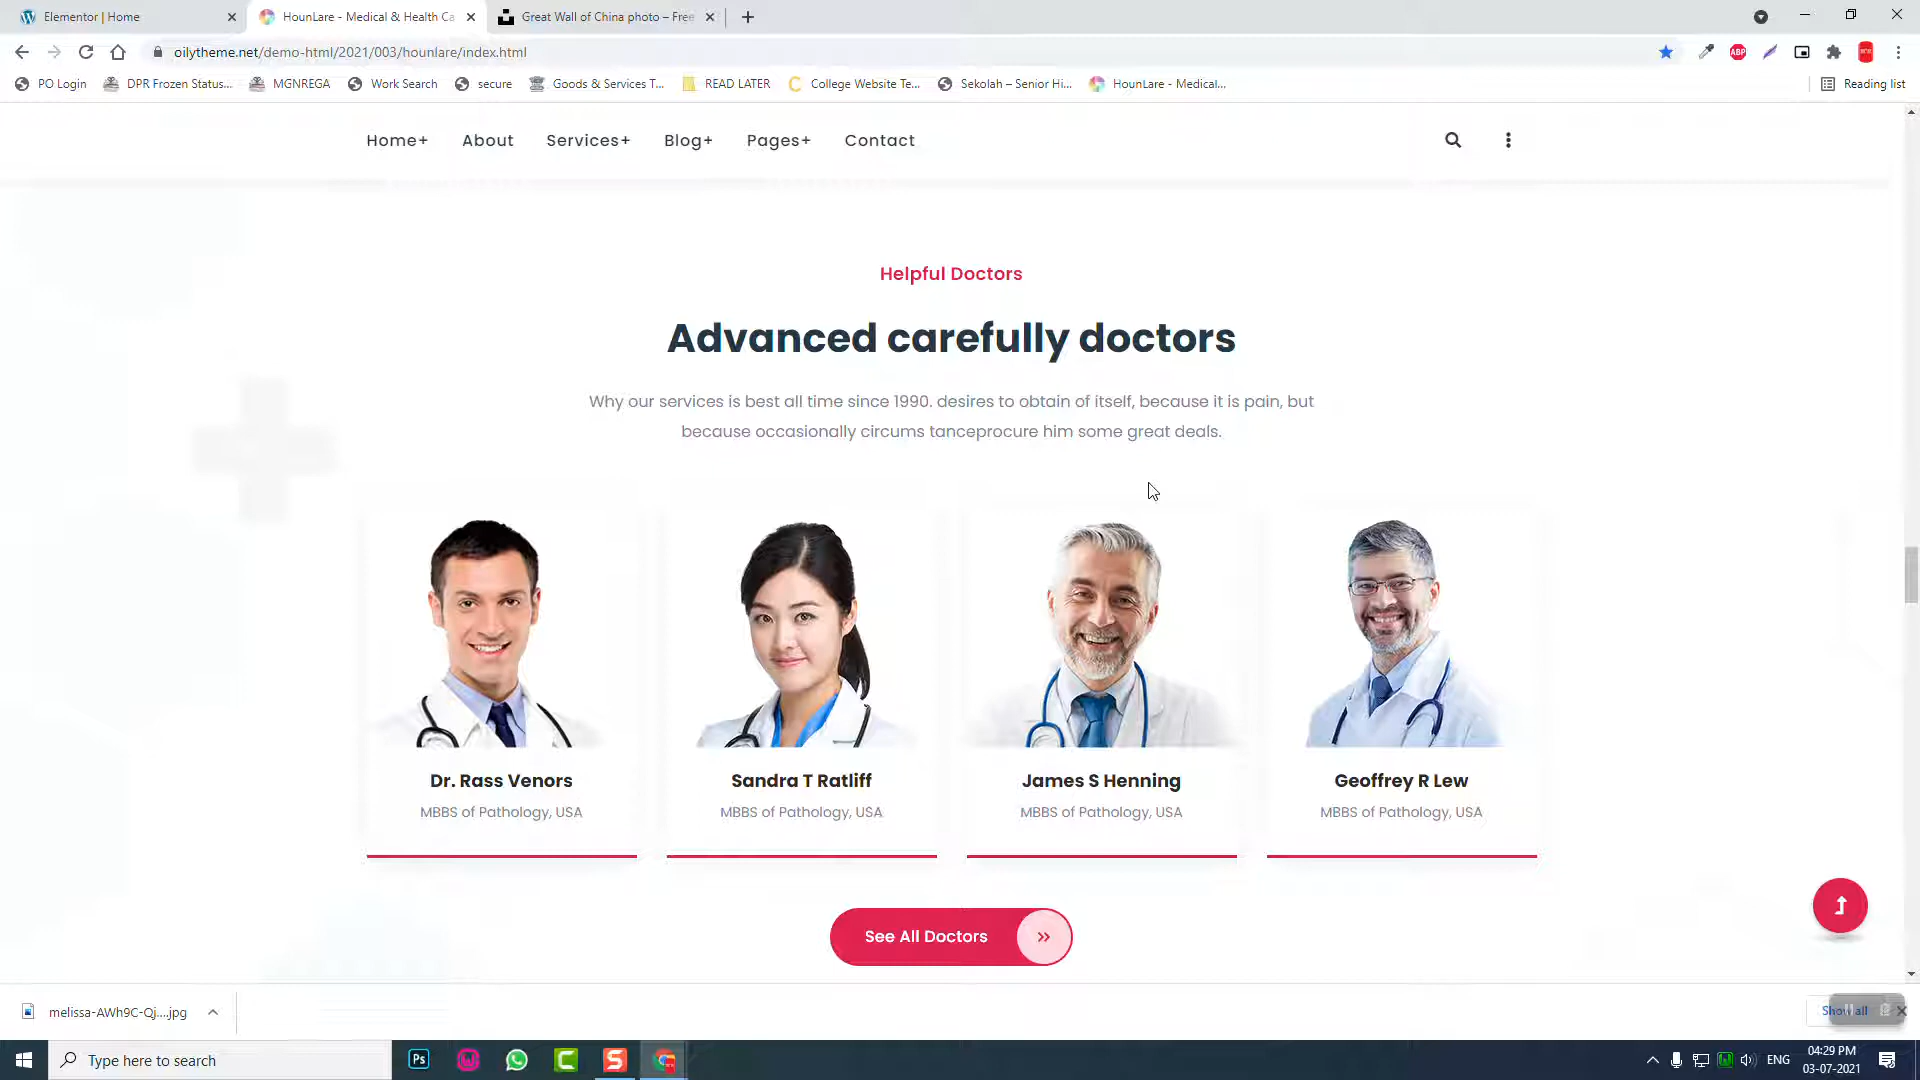 Elementor | Home
HounLare - Medical & Health Ca
Great Wall of China photo – Free
oilytheme.net/demo-html/2021/003/hounlare/index.html
ABP
PO Login
DPR Frozen Status...
MGNREGA
Work Search
secure
Goods & Services T...
READ LATER
College Website Te...
Sekolah – Senior Hi...
HounLare - Medical...
Reading list
Home+ About Services+ Blog+ Pages+ Contact
Helpful Doctors
Advanced carefully doctors
Why our services is best all time since 1990. desires to obtain of itself, because it is pain, but
because occasionally circums tanceprocure him some great deals.
Dr. Rass Venors
MBBS of Pathology, USA
Sandra T Ratliff
MBBS of Pathology, USA
James S Henning
MBBS of Pathology, USA
Geoffrey R Lew
MBBS of Pathology, USA
See All Doctors
melissa-AWh9C-Qj....jpg
Show all
Type here to search
Ps
ENG
04:29 PM
03-07-2021